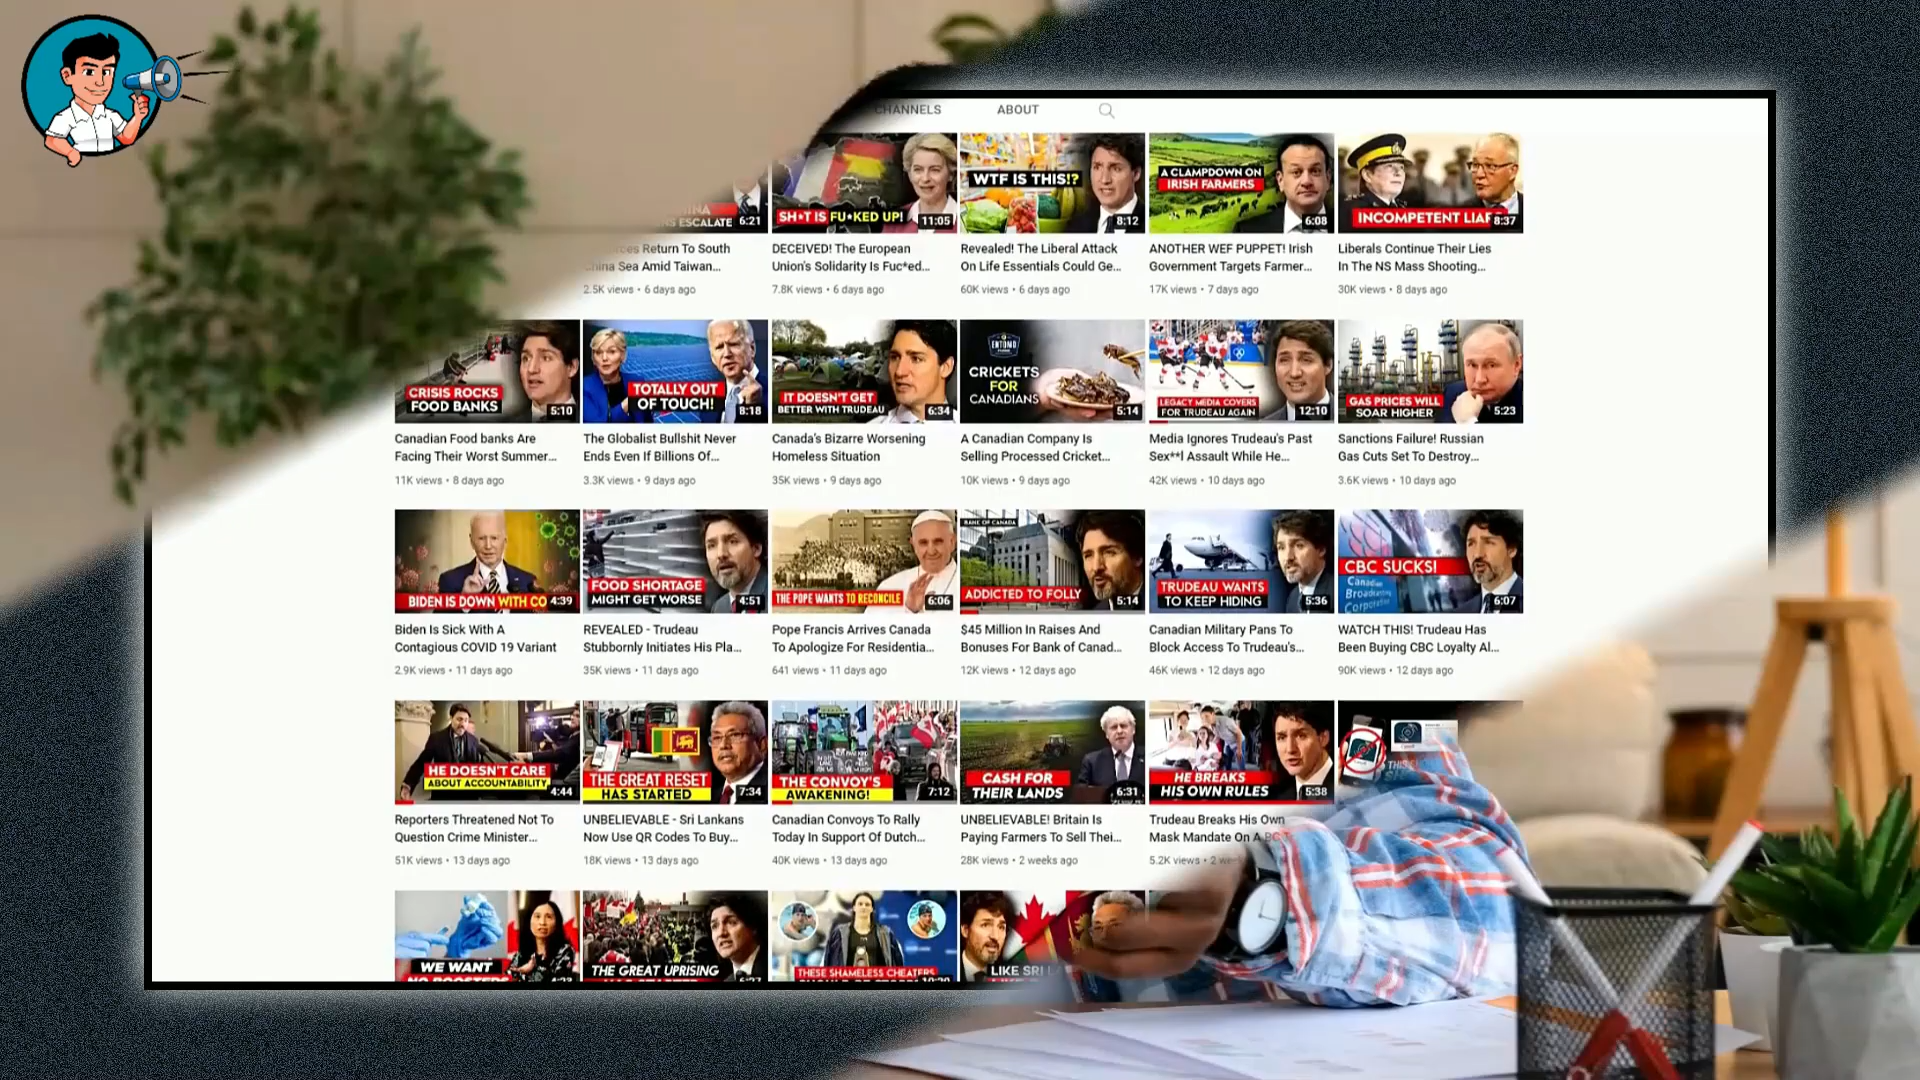 CHANNELS
ABOUT
ESCALATE 6:21
SH*T IS FU*KED UP! 11:05
WTF IS THIS!? 8:12
A CLAMPDOWN ON
IRISH FARMERS
6:08
INCOMPETENT LIAR 8:37
Return To South
China Sea Amid Taiwan...
2.5K views • 6 days ago
DECEIVED! The European
Union's Solidarity Is Fuc*ed...
7.8K views • 6 days ago
Revealed! The Liberal Attack
On Life Essentials Could Ge...
60K views • 6 days ago
ANOTHER WEF PUPPET! Irish
Government Targets Farmer...
17K views • 7 days ago
Liberals Continue Their Lies
In The NS Mass Shooting...
30K views • 8 days ago
CRISIS ROCKS
FOOD BANKS
5:10
TOTALLY OUT
OF TOUCH!
8:18
IT DOESN'T GET
BETTER WITH TRUDEAU
6:34
ENTOMO
CRICKETS
FOR
CANADIANS
5:14
LEGACY MEDIA COVERS
FOR TRUDEAU AGAIN
12:10
GAS PRICES WILL
SOAR HIGHER
5:23
Canadian Food banks Are
Facing Their Worst Summer...
11K views • 8 days ago
The Globalist Bullshit Never
Ends Even If Billions Of...
3.3K views • 9 days ago
Canada's Bizarre Worsening
Homeless Situation
35K views • 9 days ago
A Canadian Company Is
Selling Processed Cricket...
10K views • 9 days ago
Media Ignores Trudeau's Past
Sex**l Assault While He...
42K views • 10 days ago
Sanctions Failure! Russian
Gas Cuts Set To Destroy...
3.6K views • 10 days ago
BIDEN IS DOWN WITH CO 4:39
FOOD SHORTAGE
MIGHT GET WORSE
4:51
THE POPE WANTS TO RECONCILE
6:06
BANK OF CANADA
ADDICTED TO FOLLY
5:14
TRUDEAU WANTS
TO KEEP HIDING
5:36
CBC SUCKS!
Canadian
Broadcasting
Corporation
6:07
Biden Is Sick With A
Contagious COVID 19 Variant
2.9K views • 11 days ago
REVEALED - Trudeau
Stubbornly Initiates His Pla...
35K views • 11 days ago
Pope Francis Arrives Canada
To Apologize For Residentia...
641 views • 11 days ago
$45 Million In Raises And
Bonuses For Bank of Canad...
12K views • 12 days ago
Canadian Military Pans To
Block Access To Trudeau's...
46K views • 12 days ago
WATCH THIS! Trudeau Has
Been Buying CBC Loyalty Al...
90K views • 12 days ago
HE DOESN'T CARE
ABOUT ACCOUNTABILITY
4:44
THE GREAT RESET
HAS STARTED
7:34
THE CONVOY'S
AWAKENING!
7:12
CASH FOR
THEIR LANDS
6:31
HE BREAKS
HIS OWN RULES
5:38
Reporters Threatened Not To
Question Crime Minister...
51K views • 13 days ago
UNBELIEVABLE - Sri Lankans
Now Use QR Codes To Buy...
18K views • 13 days ago
Canadian Convoys To Rally
Today In Support Of Dutch...
40K views • 13 days ago
UNBELIEVABLE! Britain Is
Paying Farmers To Sell Thei...
28K views • 2 weeks ago
Trudeau Breaks His Own
Mask Mandate On A
5.2K views • 2
WE WANT
NO BOOSTERS
THE GREAT UPRISING
THESE SHAMELESS CHEATERS
LIKE SRI